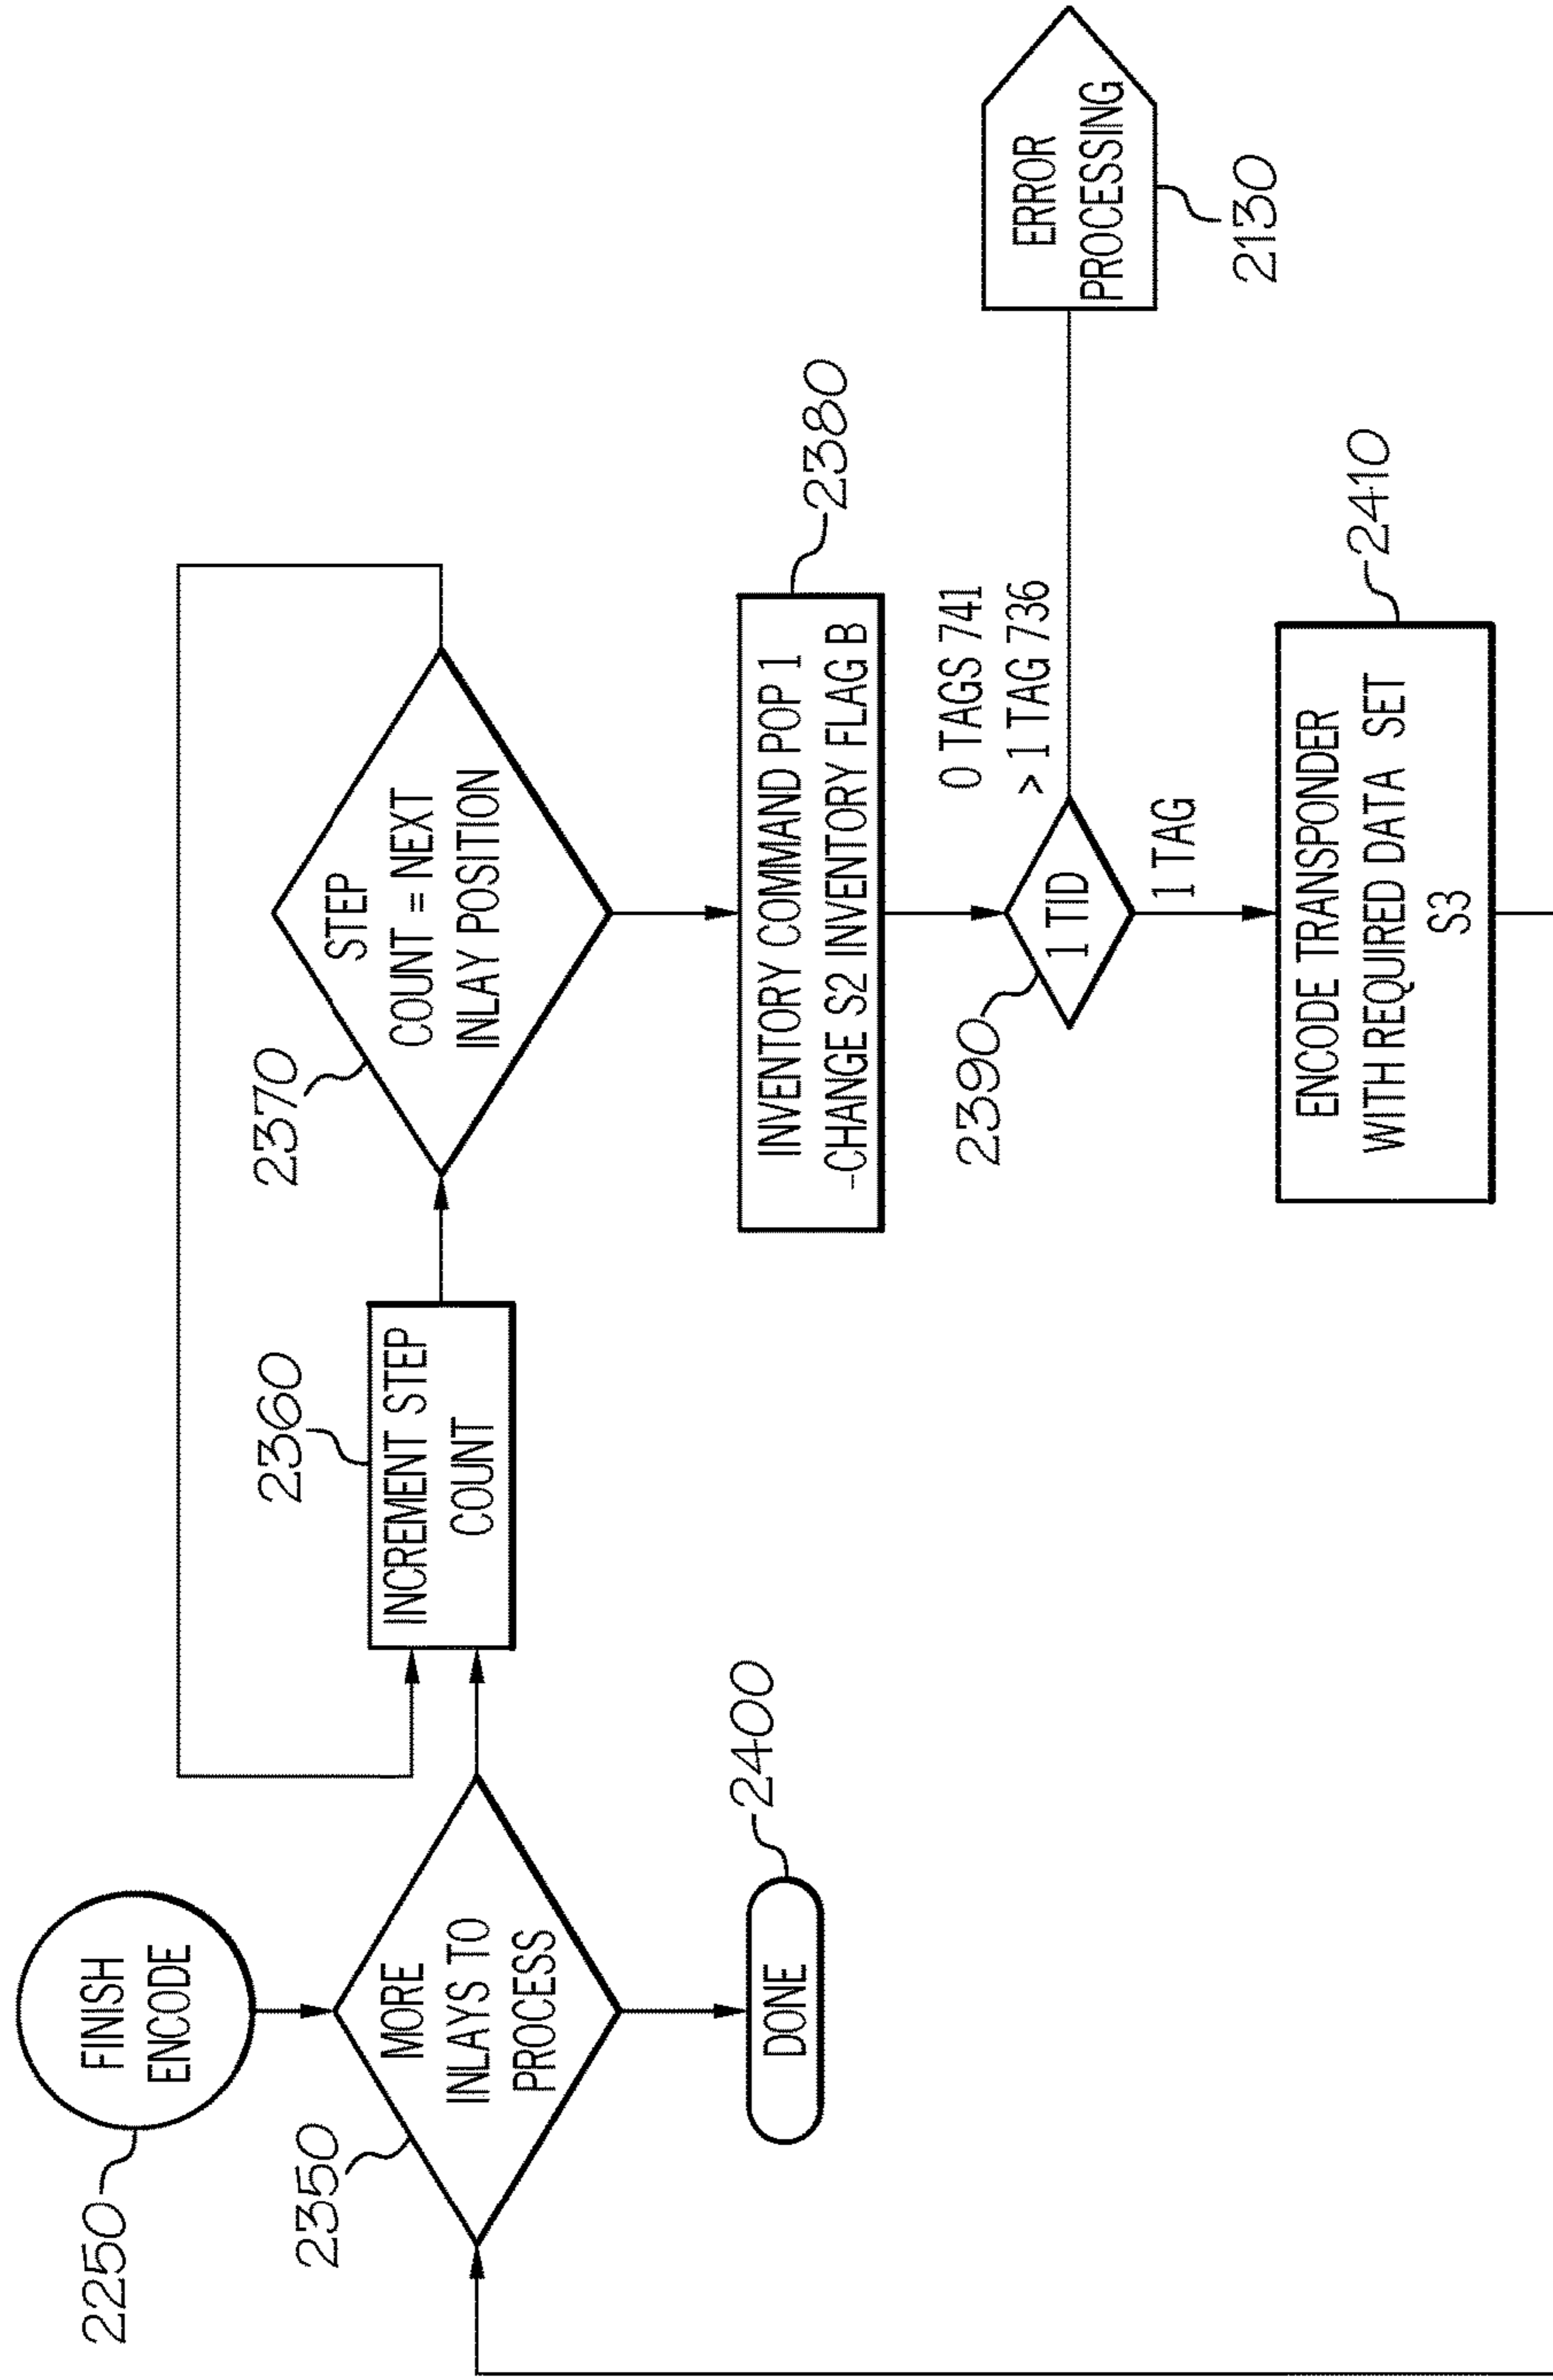 2250
FINISH
ENCODE
2350
MORE
INLAYS TO
PROCESS
DONE
2400
2360
INCREMENT STEP
COUNT
2370
STEP
COUNT = NEXT
INLAY POSITION
INVENTORY COMMAND POP 1
-CHANGE S2 INVENTORY FLAG B
2380
2390
1 TID
0 TAGS 741
> 1 TAG 736
1 TAG
ERROR
PROCESSING
2130
ENCODE TRANSPONDER
WITH REQUIRED DATA SET
S3
2410